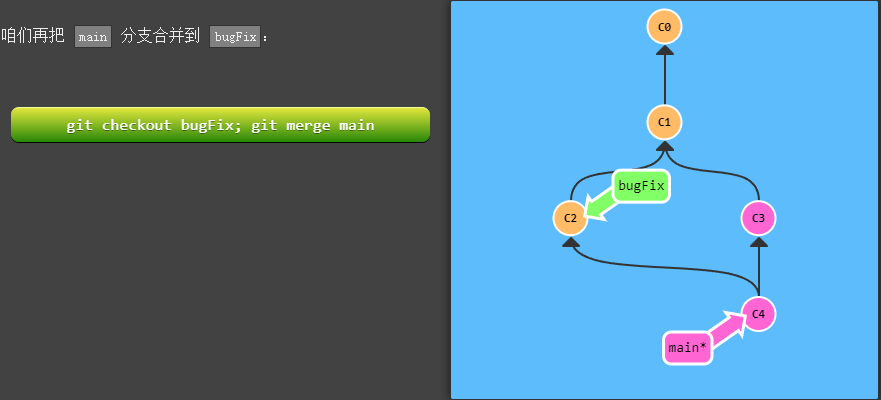 咱们再把 main 分支合并到 bugFix：
git checkout bugFix; git merge main
C0
C1
bugFix
C2
C3
C4
main*